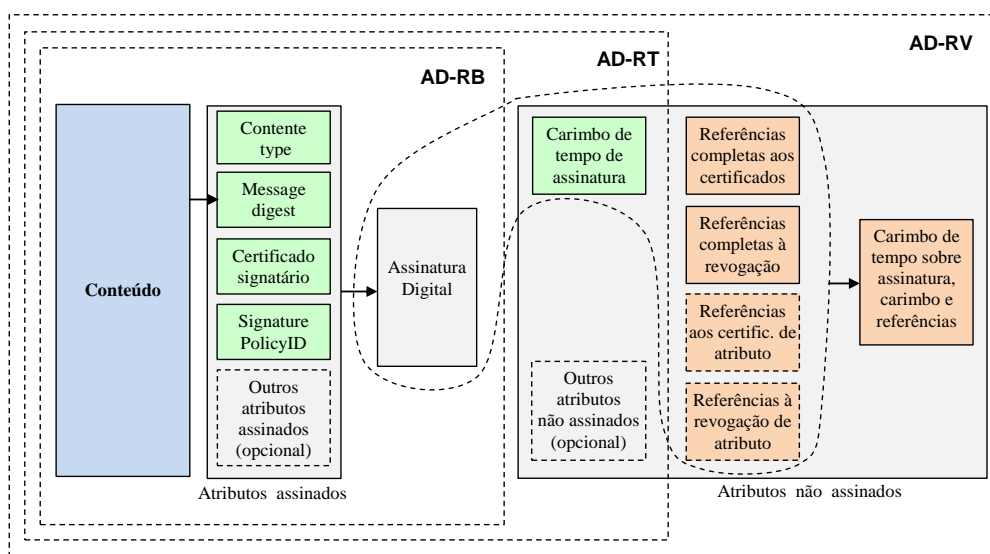 AD-RV
AD-RT
AD-RB
Conteúdo
Contente
type
Message
digest
Certificado
signatário
Signature
PolicyID
Outros
atributos
assinados
(opcional)
Atributos assinados
Assinatura
Digital
Carimbo de
tempo de
assinatura
Outros
atributos
não assinados
(opcional)
Referências
completas aos
certificados
Referências
completas à
revogação
Referências
aos certific. de
atributo
Referências à
revogação de
atributo
Carimbo de
tempo sobre
assinatura,
carimbo e
referências
Atributos não assinados